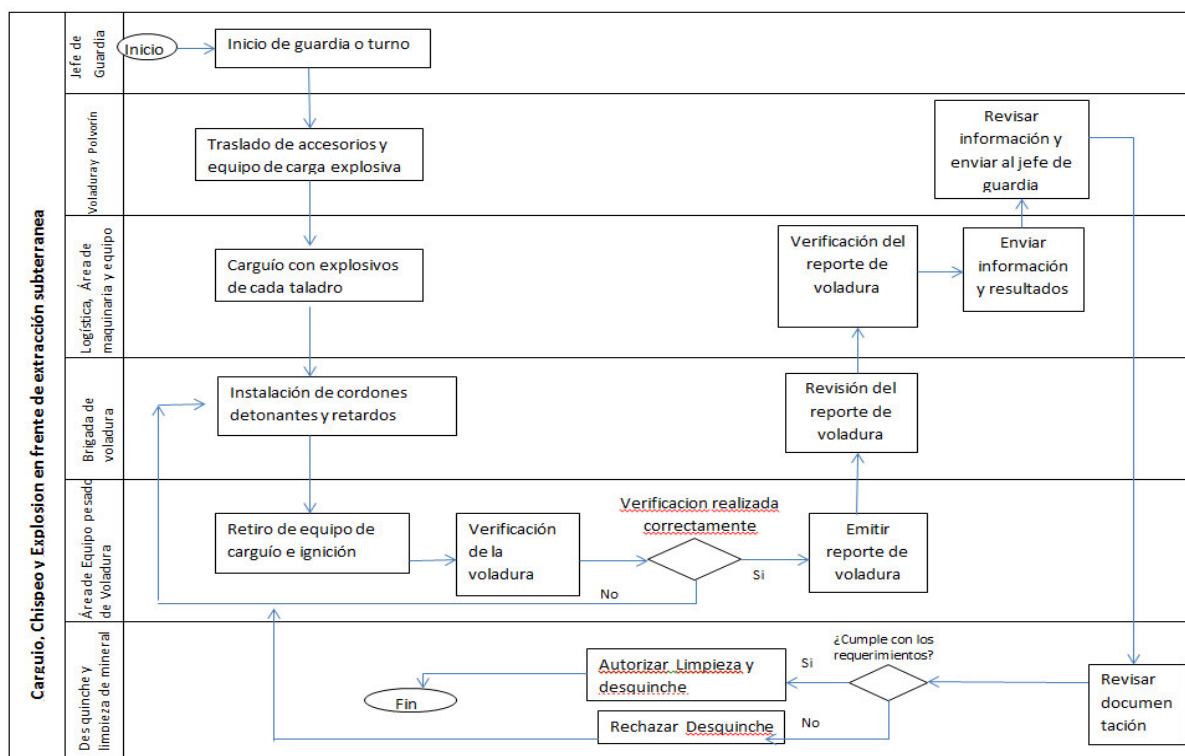 Carguio, Chispeo y Explosion en frente de extracción subterranea
Jefe de
Guardia
Inicio
Inicio de guardia o turno
Voladura y Polvorín
Traslado de accesorios y
equipo de carga explosiva
Revisar
información y
enviar al jefe de
guardia
Logística, Área de
maquinaria y equipo
Carguío con explosivos
de cada taladro
Verificación del
reporte de
voladura
Enviar
información
y resultados
Brigada de
voladura
Instalación de cordones
detonantes y retardos
Revisión del
reporte de
voladura
Área de Equipo pesado
de Voladura
Retiro de equipo de
carguío e ignición
Verificación
de la
voladura
Verificacion realizada
correctamente
Si
No
Emitir
reporte de
voladura
Des quinche y
limpieza de mineral
Autorizar Limpieza y
desquinche
Fin
Rechazar Desquinche
¿Cumple con los
requerimientos?
Si
No
Revisar
documen
tación